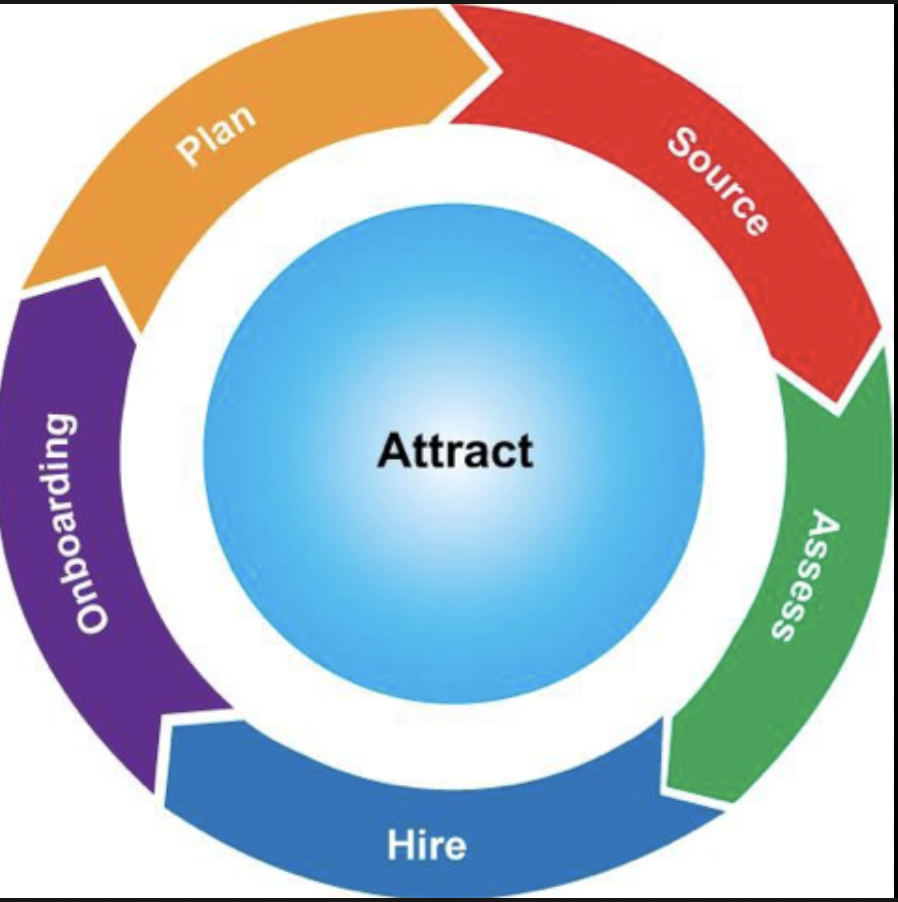 Plan
Source
Assess
Hire
Onboarding
Attract